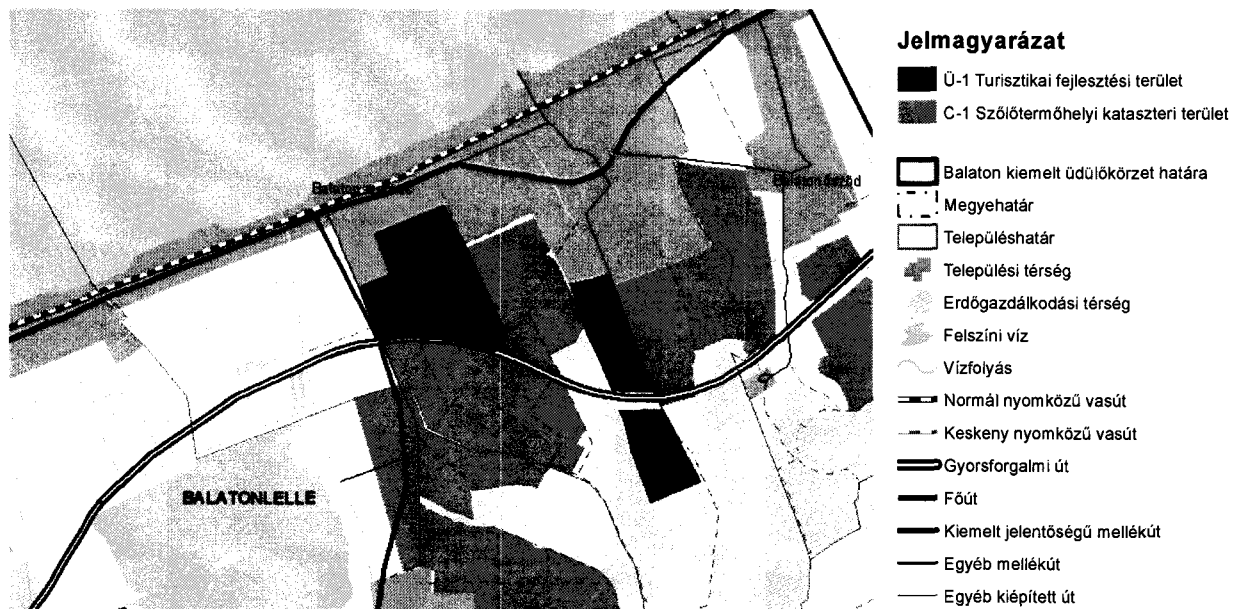 BALATONLELLE
Jelmagyarázat
Ü-1 Turisztikai fejlesztési terület
C-1 Szőlőtermőhelyi kataszteri terület
Balaton kiemelt üdülőkörzet határa
Megyehatár
Településhatár
Települési térség
Erdőgazdálkodási térség
Felszíni víz
Vízfolyás
Normál nyomközű vasút
Keskeny nyomközű vasút
Gyorsforgalmi út
Főút
Kiemelt jelentőségű mellékút
Egyéb mellékút
Egyéb kiépített út